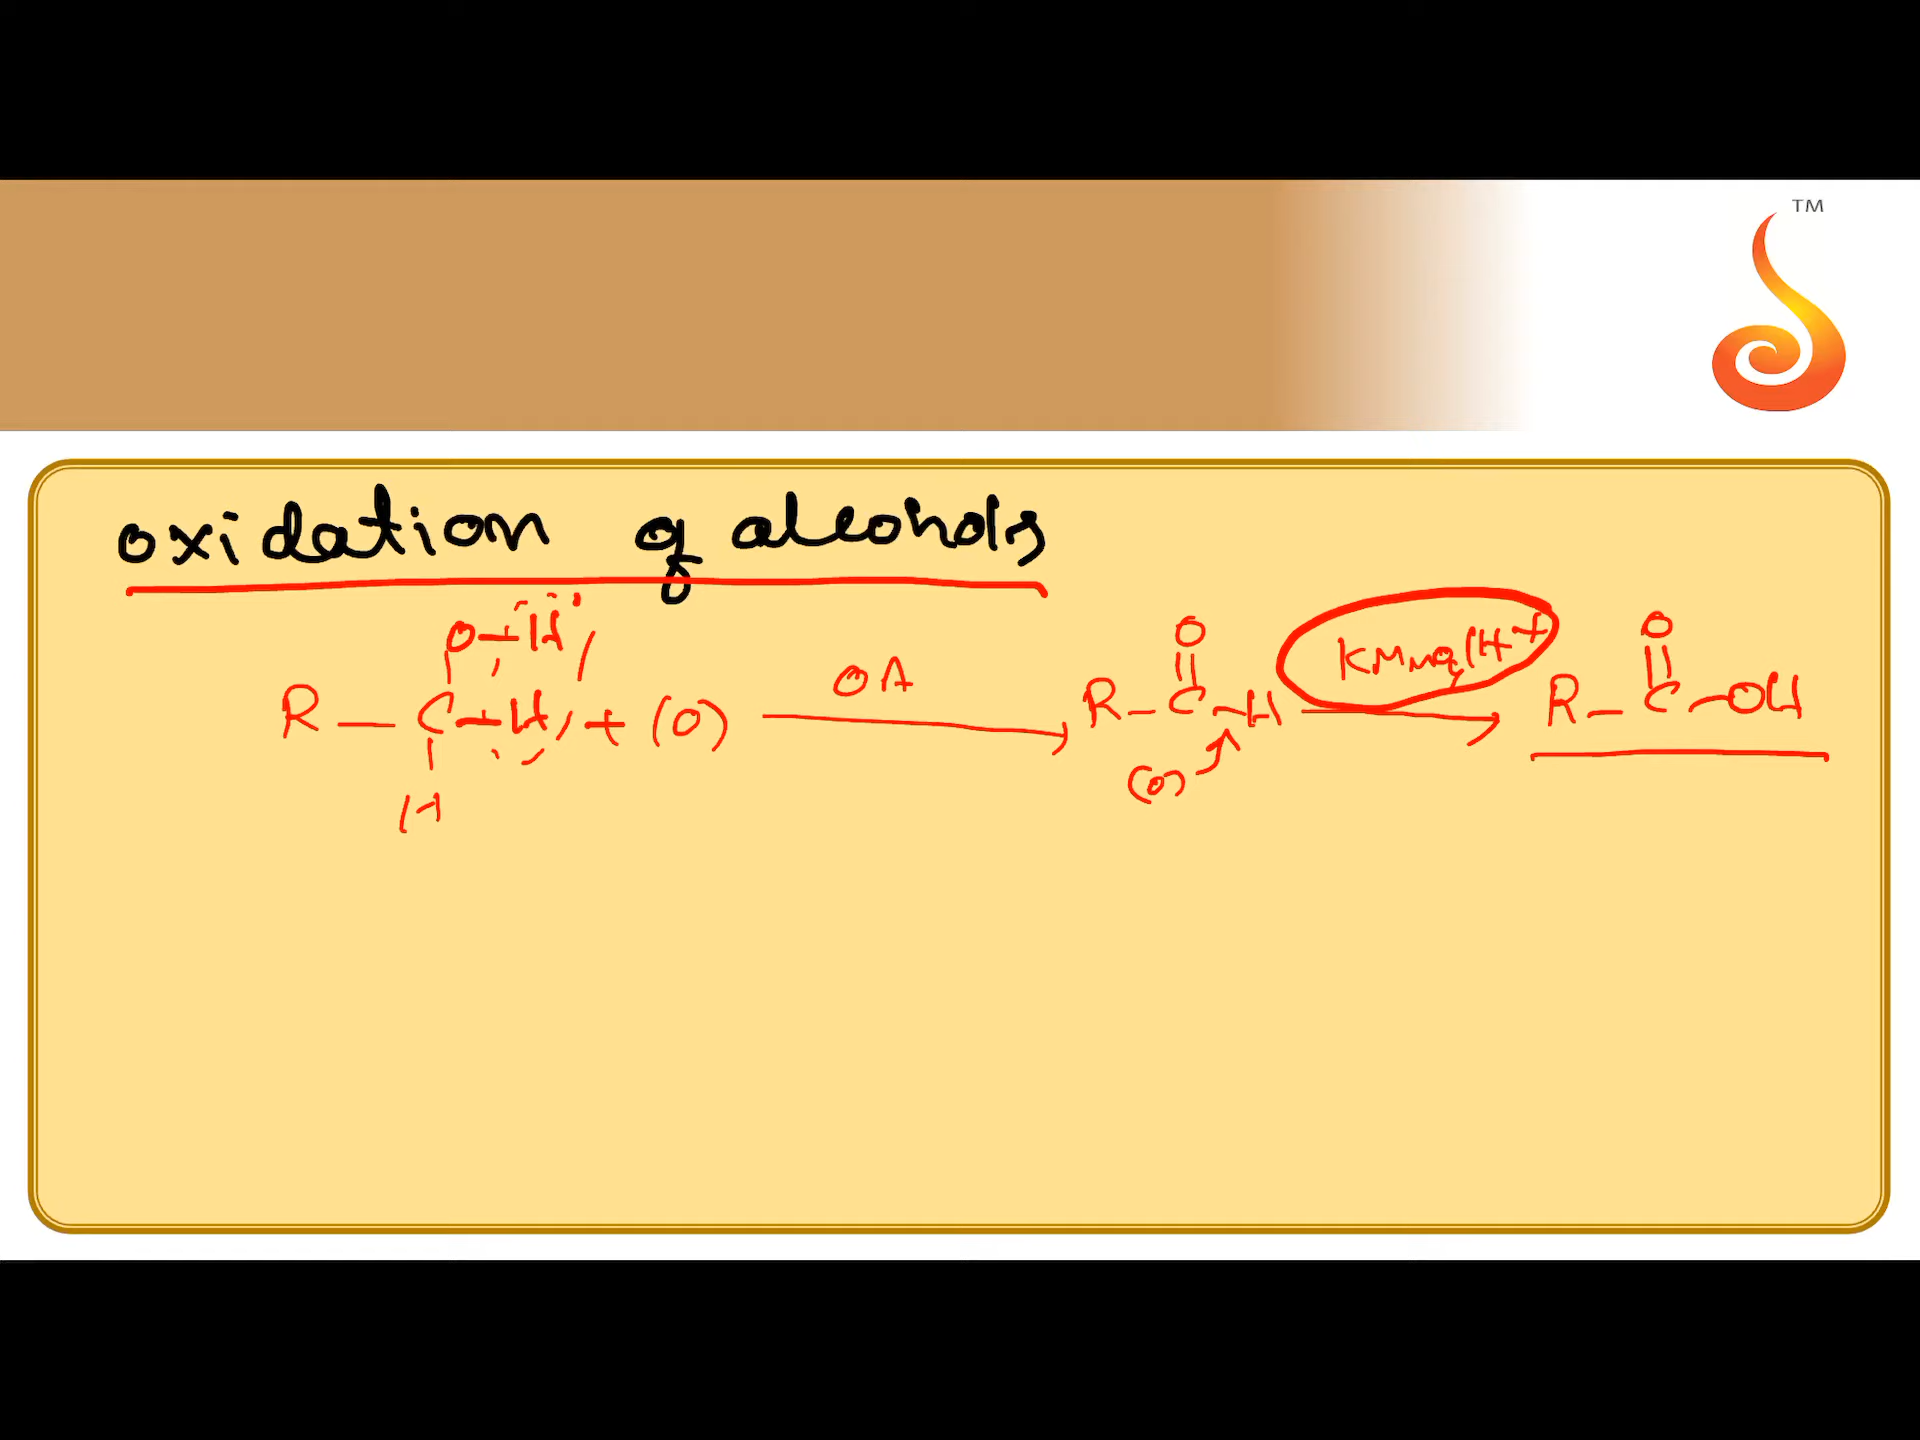 TM
oxidation of alcohols
O-H O KMnO4/H+ O
R — C - H + (O) OA R - C - H R - C - OH
H (O)